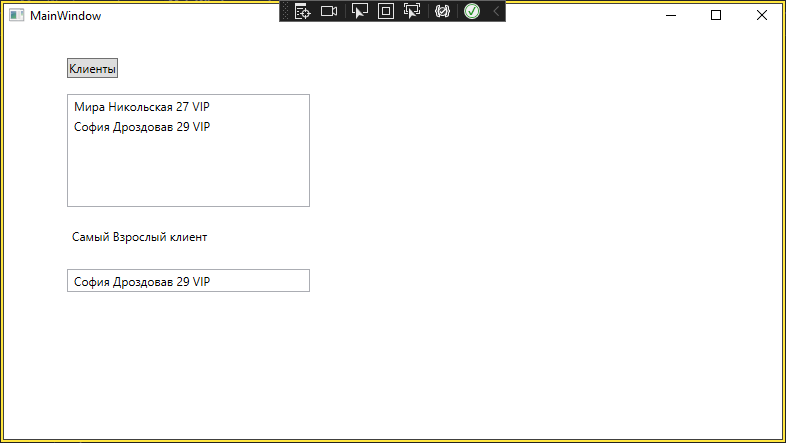 MainWindow
Клиенты
Мира Никольская 27 VIP
София Дроздовав 29 VIP
Самый Взрослый клиент
София Дроздовав 29 VIP